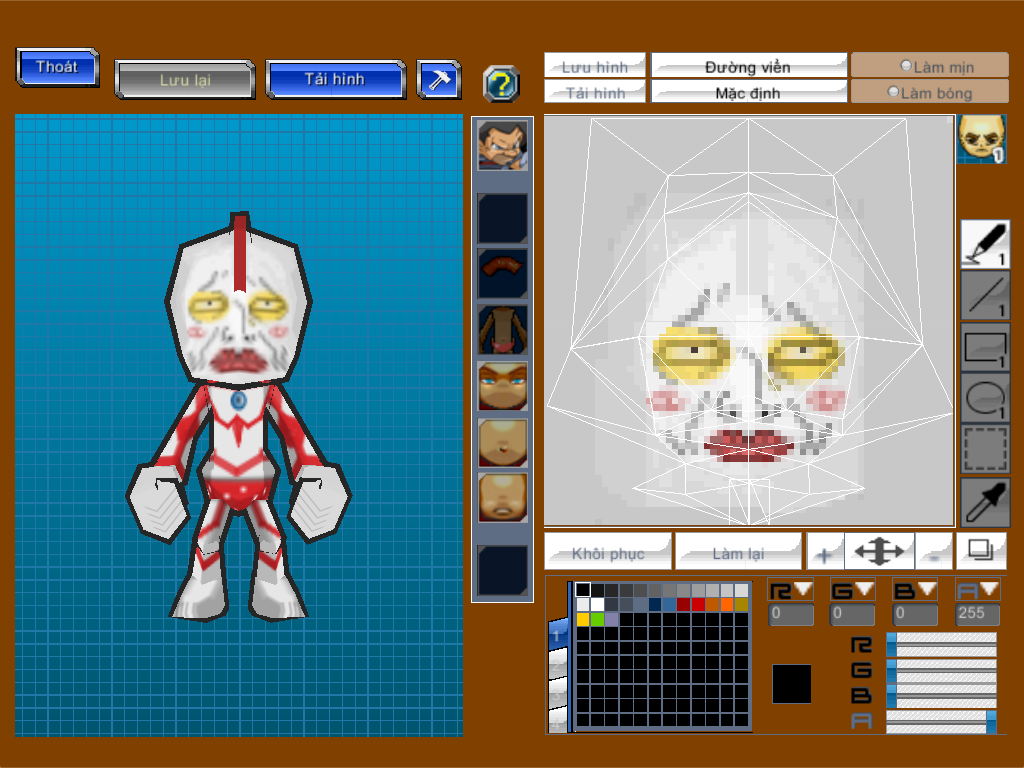 Thoát
Lưu lại
Tải hình
Lưu hình
Đường viền
Làm mịn
Tải hình
Mặc định
Làm bóng
1
1
1
1
1
Khôi phục
Làm lại
+
-
R
G
B
A
0
0
0
255
1
R
G
B
A